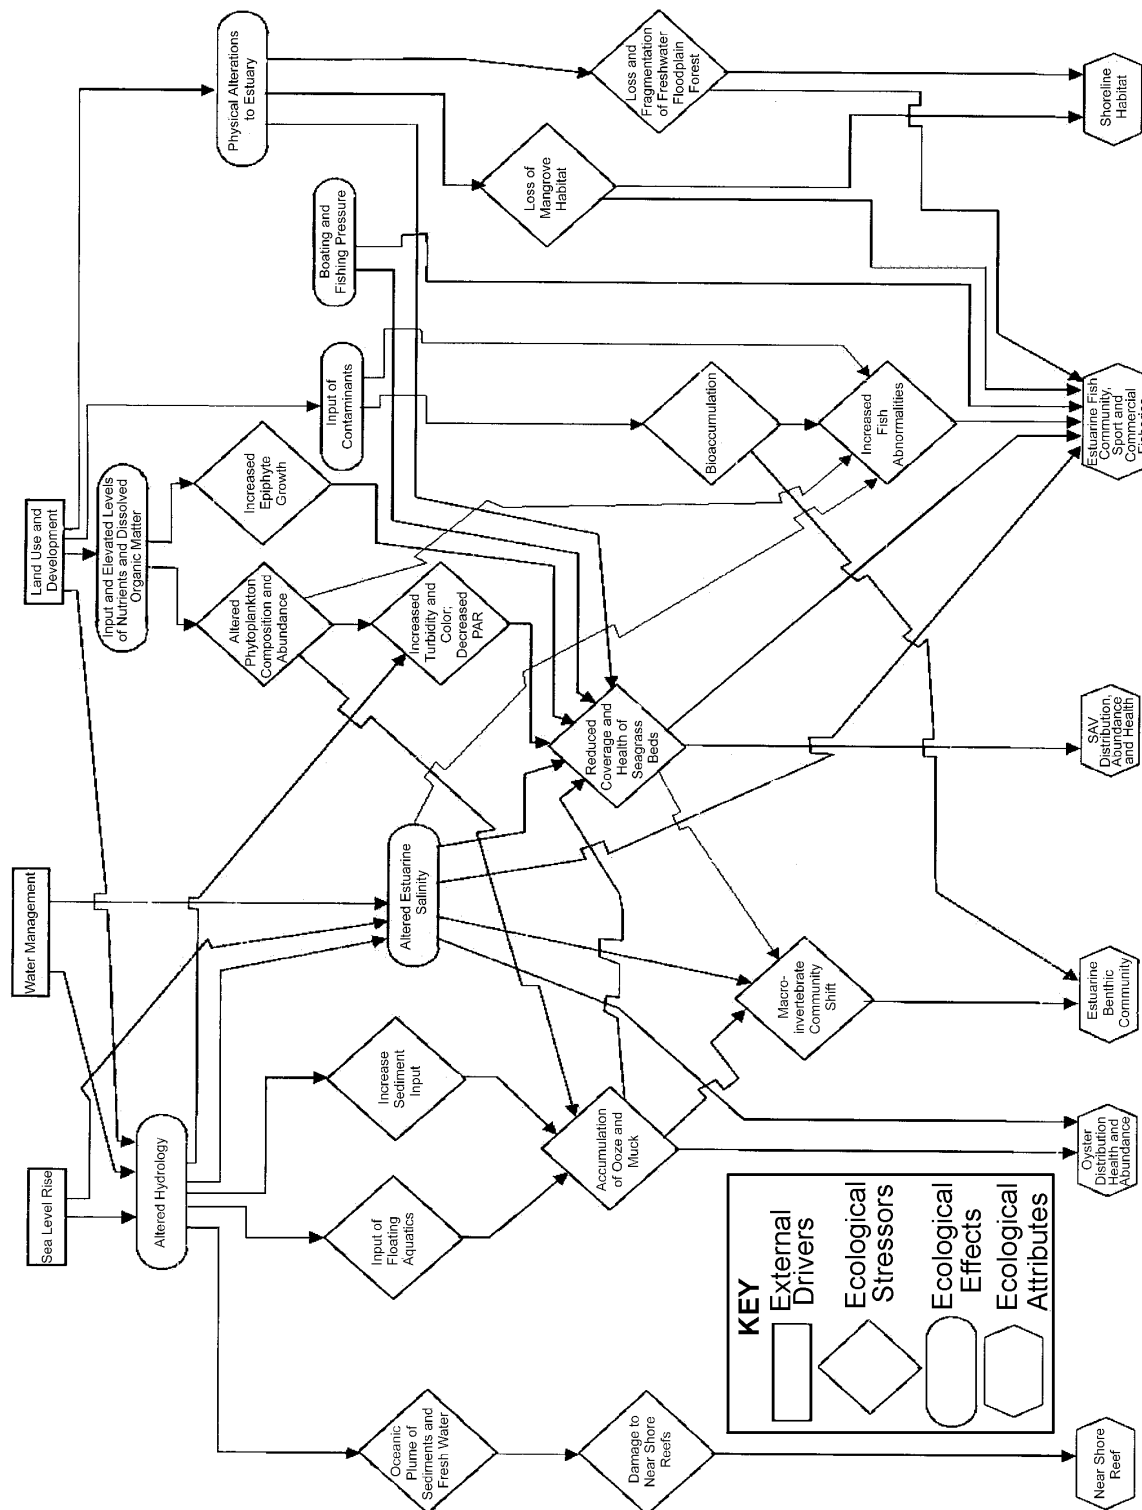 Sea Level Rise
Water Management
Land Use and
Development
Altered Hydrology
Altered Estuarine
Salinity
Input and Elevated Levels
of Nutrients and Dissolved
Organic Matter
Input of
Contaminants
Boating and
Fishing Pressure
Physical Alterations
to Estuary
Oceanic
Plume of
Sediments and
Fresh Water
Input of
Floating
Aquatics
Increase
Sediment
Input
Altered
Phytoplankton
Composition and
Abundance
Increased
Epiphyte
Growth
Increased
Turbidity and
Color;
Decreased
PAR
Loss of
Mangrove
Habitat
Loss and
Fragmentation
of Freshwater
Floodplain
Forest
Damage to
Near Shore
Reefs
Accumulation
of Ooze and
Muck
Reduced
Coverage and
Health of
Seagrass
Beds
Bioaccumulation
Macro-
invertebrate
Community
Shift
Increased
Fish
Abnormalities
Near Shore
Reef
Oyster
Distribution
Health and
Abundance
Estuarine
Benthic
Community
SAV
Distribution,
Abundance
and Health
Estuarine Fish
Community,
Sport and
Commercial
Fisheries
Shoreline
Habitat
KEY
External
Drivers
Ecological
Stressors
Ecological
Effects
Ecological
Attributes